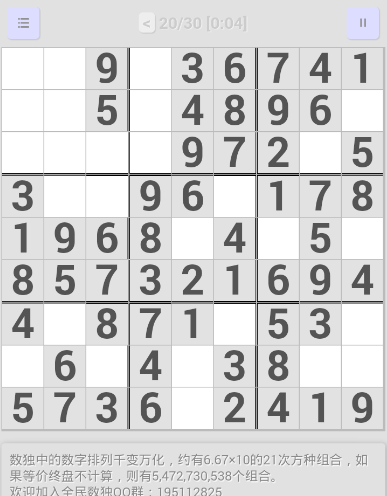 < 20/30 [0:04]
9 3 6 7 4 1
5 4 8 9 6
9 7 2 5
3 9 6 1 7 8
1 9 6 8 4 5
8 5 7 3 2 1 6 9 4
4 8 7 1 5 3
6 4 3 8
5 7 3 6 2 4 1 9
数独中的数字排列千变万化，约有6.67×10的21次方种组合，如
果等价终盘不计算，则有5,472,730,538个组合。
欢迎加入全民数独QQ群：195112825